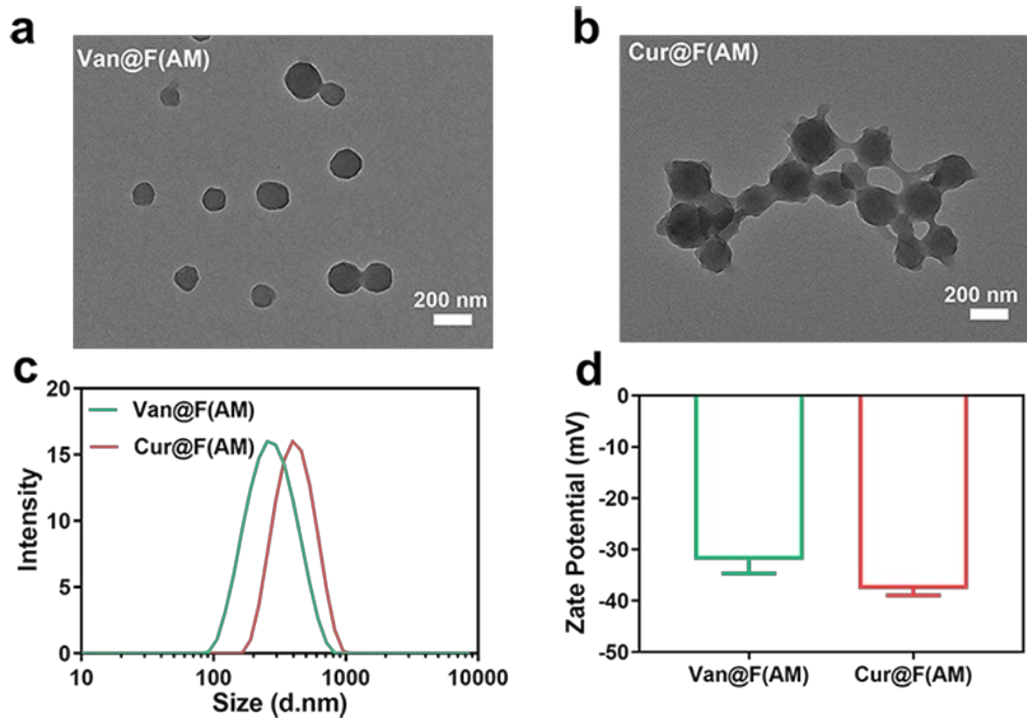 a
Van@F(AM)
200 nm
b
Cur@F(AM)
200 nm
c
20
15
10
5
0
Intensity
Van@F(AM)
Cur@F(AM)
10
100
1000
10000
Size (d.nm)
d
0
-10
-20
-30
-40
-50
Zate Potential (mV)
Van@F(AM)
Cur@F(AM)